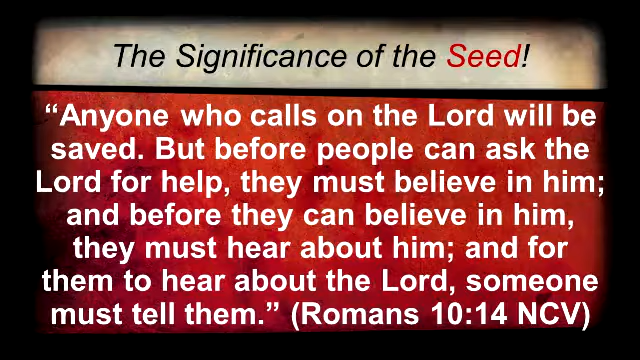 The Significance of the Seed!
“Anyone who calls on the Lord will be
saved. But before people can ask the
Lord for help, they must believe in him;
and before they can believe in him,
they must hear about him; and for
them to hear about the Lord, someone
must tell them.” (Romans 10:14 NCV)